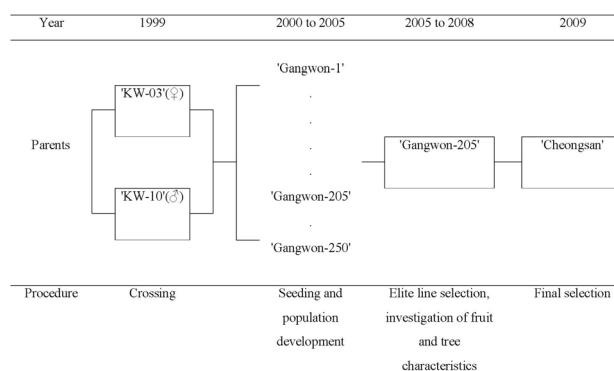 Year 1999 2000 to 2005 2005 to 2008 2009
'Gangwon-1'
'KW-03'(♀)
.
.
Parents . 'Gangwon-205' 'Cheongsan'
.
'KW-10'(♂) 'Gangwon-205'
.
'Gangwon-250'
Procedure Crossing Seeding and Elite line selection, Final selection
population investigation of fruit
development and tree
characteristics